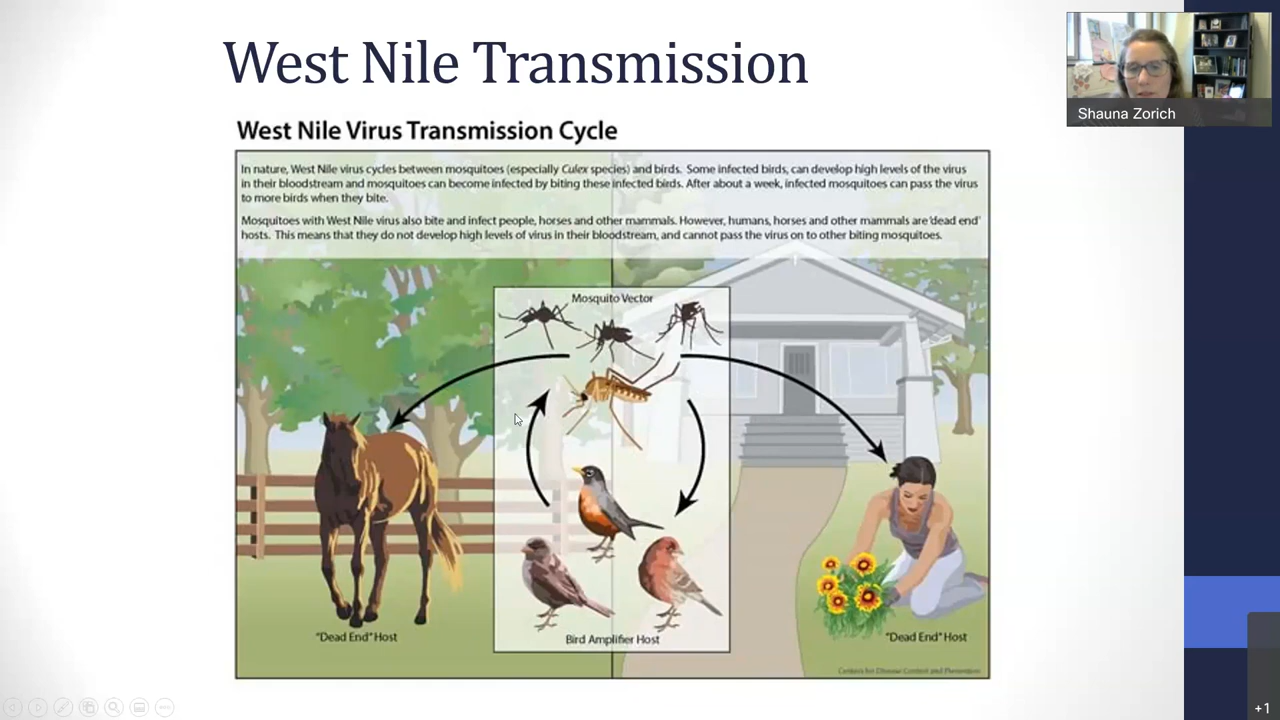 West Nile Transmission
Shauna Zorich
West Nile Virus Transmission Cycle
In nature, West Nile virus cycles between mosquitoes (especially Culex species) and birds. Some infected birds, can develop high levels of the virus
in their bloodstream and mosquitoes can become infected by biting these infected birds. After about a week, infected mosquitoes can pass the virus
to more birds when they bite.
Mosquitoes with West Nile virus also bite and infect people, horses and other mammals. However, humans, horses and other mammals are 'dead end'
hosts. This means that they do not develop high levels of virus in their bloodstream, and cannot pass the virus on to other biting mosquitoes.
Mosquito Vector
"Dead End" Host
Bird Amplifier Host
"Dead End" Host
Centers for Disease Control and Prevention
+1